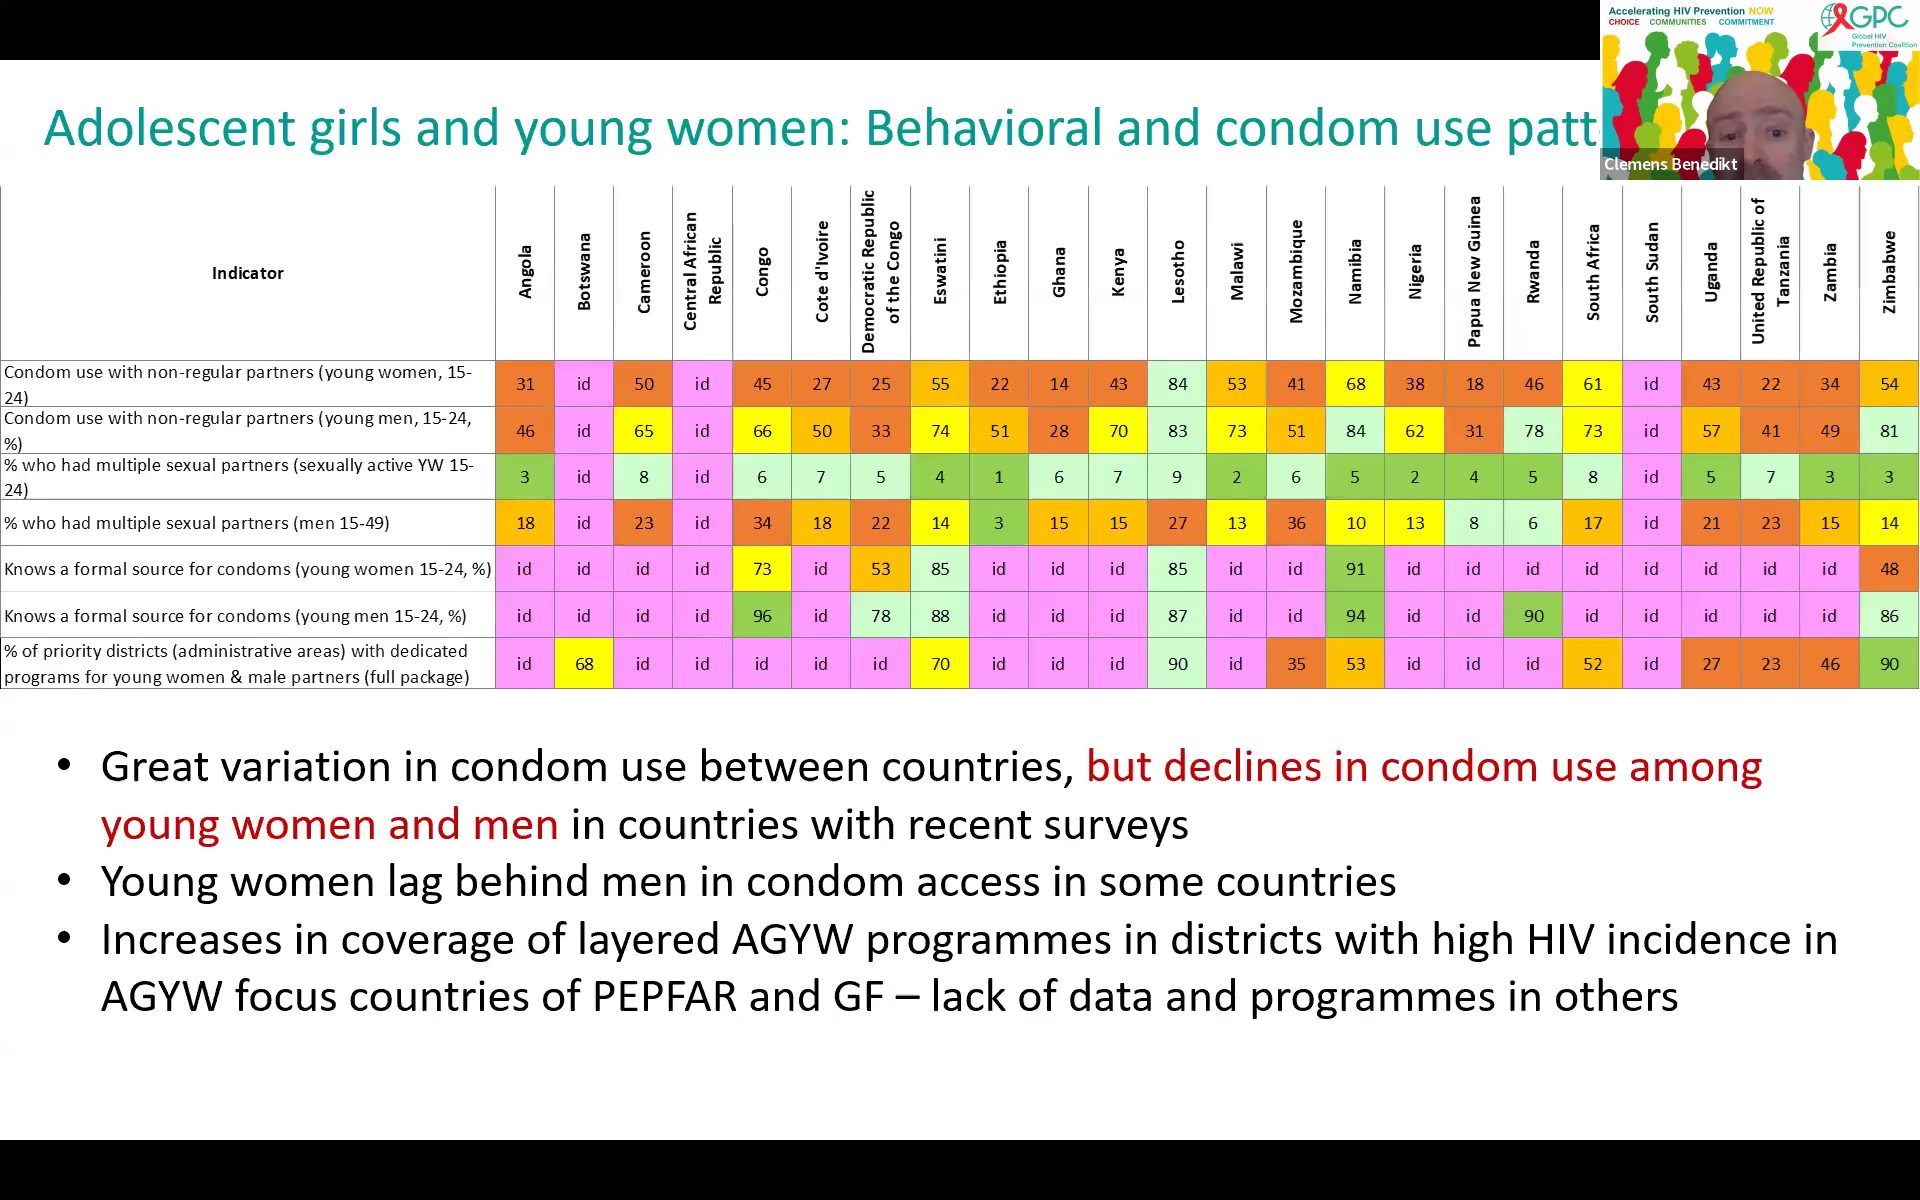 Accelerating HIV Prevention NOW
CHOICE COMMUNITIES COMMITMENT
GPC
Global HIV
Prevention Coalition
Clemens Benedikt
Adolescent girls and young women: Behavioral and condom use patt
Indicator Angola Botswana Cameroon Central African Republic Congo Cote d'Ivoire Democratic Republic of the Congo Eswatini Ethiopia Ghana Kenya Lesotho Malawi Mozambique Namibia Nigeria Papua New Guinea Rwanda South Africa South Sudan Uganda United Republic of Tanzania Zambia Zimbabwe
Condom use with non-regular partners (young women, 15-
24) 31 id 50 id 45 27 25 55 22 14 43 84 53 41 68 38 18 46 61 id 43 22 34 54
Condom use with non-regular partners (young men, 15-24,
%) 46 id 65 id 66 50 33 74 51 28 70 83 73 51 84 62 31 78 73 id 57 41 49 81
% who had multiple sexual partners (sexually active YW 15-
24) 3 id 8 id 6 7 5 4 1 6 7 9 2 6 5 2 4 5 8 id 5 7 3 3
% who had multiple sexual partners (men 15-49) 18 id 23 id 34 18 22 14 3 15 15 27 13 36 10 13 8 6 17 id 21 23 15 14
Knows a formal source for condoms (young women 15-24, %) id id id id 73 id 53 85 id id id 85 id id 91 id id id id id id id id 48
Knows a formal source for condoms (young men 15-24, %) id id id id 96 id 78 88 id id id 87 id id 94 id id 90 id id id id id 86
% of priority districts (administrative areas) with dedicated
programs for young women & male partners (full package) id 68 id id id id id 70 id id id 90 id 35 53 id id id 52 id 27 23 46 90
• Great variation in condom use between countries, but declines in condom use among
young women and men in countries with recent surveys
• Young women lag behind men in condom access in some countries
• Increases in coverage of layered AGYW programmes in districts with high HIV incidence in
AGYW focus countries of PEPFAR and GF – lack of data and programmes in others